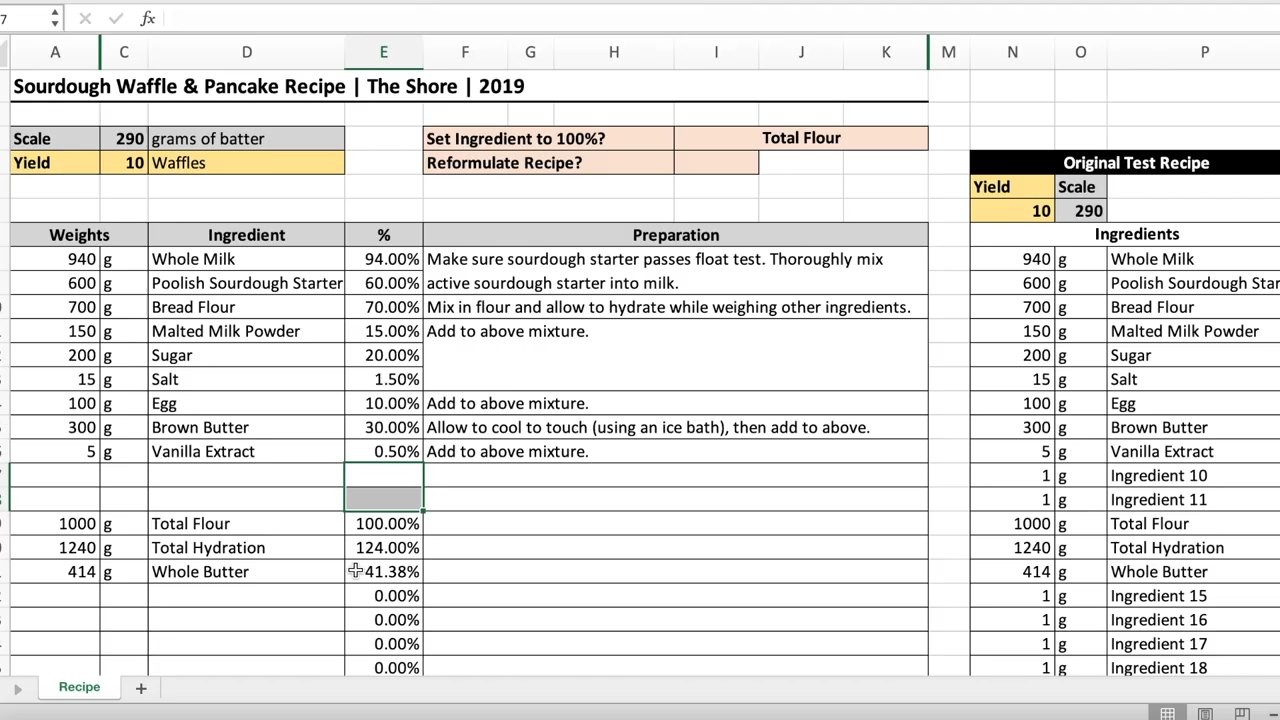 7 fx
A C D E F G H I J K M N O P
Sourdough Waffle & Pancake Recipe | The Shore | 2019
Scale 290 grams of batter Set Ingredient to 100%? Total Flour
Yield 10 Waffles Reformulate Recipe? Original Test Recipe
Yield Scale
10 290
Weights Ingredient % Preparation Ingredients
940 g Whole Milk 94.00% Make sure sourdough starter passes float test. Thoroughly mix 940 g Whole Milk
600 g Poolish Sourdough Starter 60.00% active sourdough starter into milk. 600 g Poolish Sourdough Star
700 g Bread Flour 70.00% Mix in flour and allow to hydrate while weighing other ingredients. 700 g Bread Flour
150 g Malted Milk Powder 15.00% Add to above mixture. 150 g Malted Milk Powder
200 g Sugar 20.00% 200 g Sugar
15 g Salt 1.50% 15 g Salt
100 g Egg 10.00% Add to above mixture. 100 g Egg
300 g Brown Butter 30.00% Allow to cool to touch (using an ice bath), then add to above. 300 g Brown Butter
5 g Vanilla Extract 0.50% Add to above mixture. 5 g Vanilla Extract
1 g Ingredient 10
1 g Ingredient 11
1000 g Total Flour 100.00% 1000 g Total Flour
1240 g Total Hydration 124.00% 1240 g Total Hydration
414 g Whole Butter 41.38% 414 g Whole Butter
0.00% 1 g Ingredient 15
0.00% 1 g Ingredient 16
0.00% 1 g Ingredient 17
0.00% 1 g Ingredient 18
Recipe